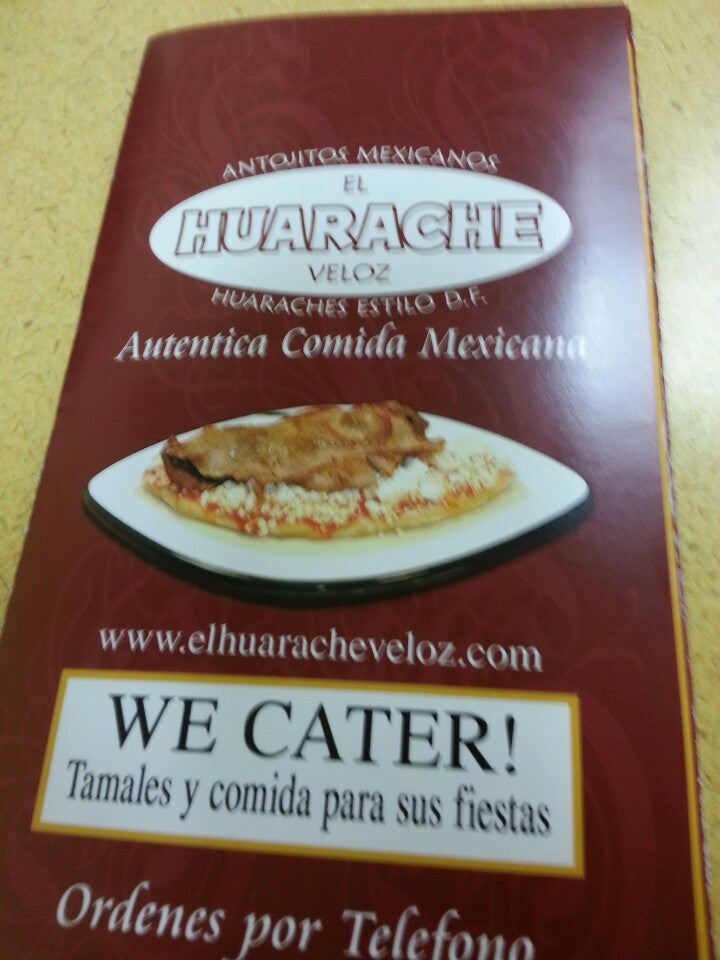 ANTOJITOS MEXICANOS
EL
HUARACHE
VELOZ
HUARACHES ESTILO D.F.
Autentica Comida Mexicana
www.elhuaracheveloz.com
WE CATER!
Tamales y comida para sus fiestas
Ordenes por Telefono